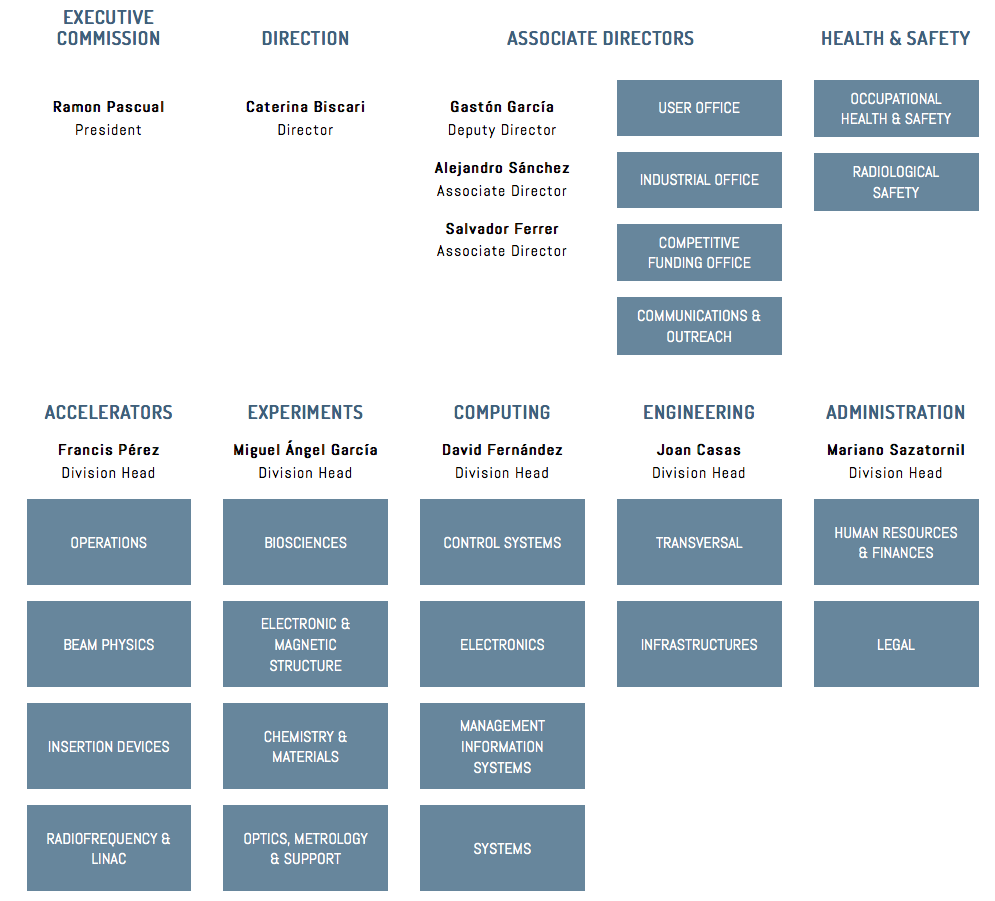 EXECUTIVE
COMMISSION
Ramon Pascual
President
DIRECTION
Caterina Biscari
Director
ASSOCIATE DIRECTORS
Gastón García
Deputy Director
Alejandro Sánchez
Associate Director
Salvador Ferrer
Associate Director
USER OFFICE
INDUSTRIAL OFFICE
COMPETITIVE
FUNDING OFFICE
COMMUNICATIONS &
OUTREACH
HEALTH & SAFETY
OCCUPATIONAL
HEALTH & SAFETY
RADIOLOGICAL
SAFETY
ACCELERATORS
Francis Pérez
Division Head
OPERATIONS
BEAM PHYSICS
INSERTION DEVICES
RADIOFREQUENCY &
LINAC
EXPERIMENTS
Miguel Ángel García
Division Head
BIOSCIENCES
ELECTRONIC &
MAGNETIC
STRUCTURE
CHEMISTRY &
MATERIALS
OPTICS, METROLOGY
& SUPPORT
COMPUTING
David Fernández
Division Head
CONTROL SYSTEMS
ELECTRONICS
MANAGEMENT
INFORMATION
SYSTEMS
SYSTEMS
ENGINEERING
Joan Casas
Division Head
TRANSVERSAL
INFRASTRUCTURES
ADMINISTRATION
Mariano Sazatornil
Division Head
HUMAN RESOURCES
& FINANCES
LEGAL